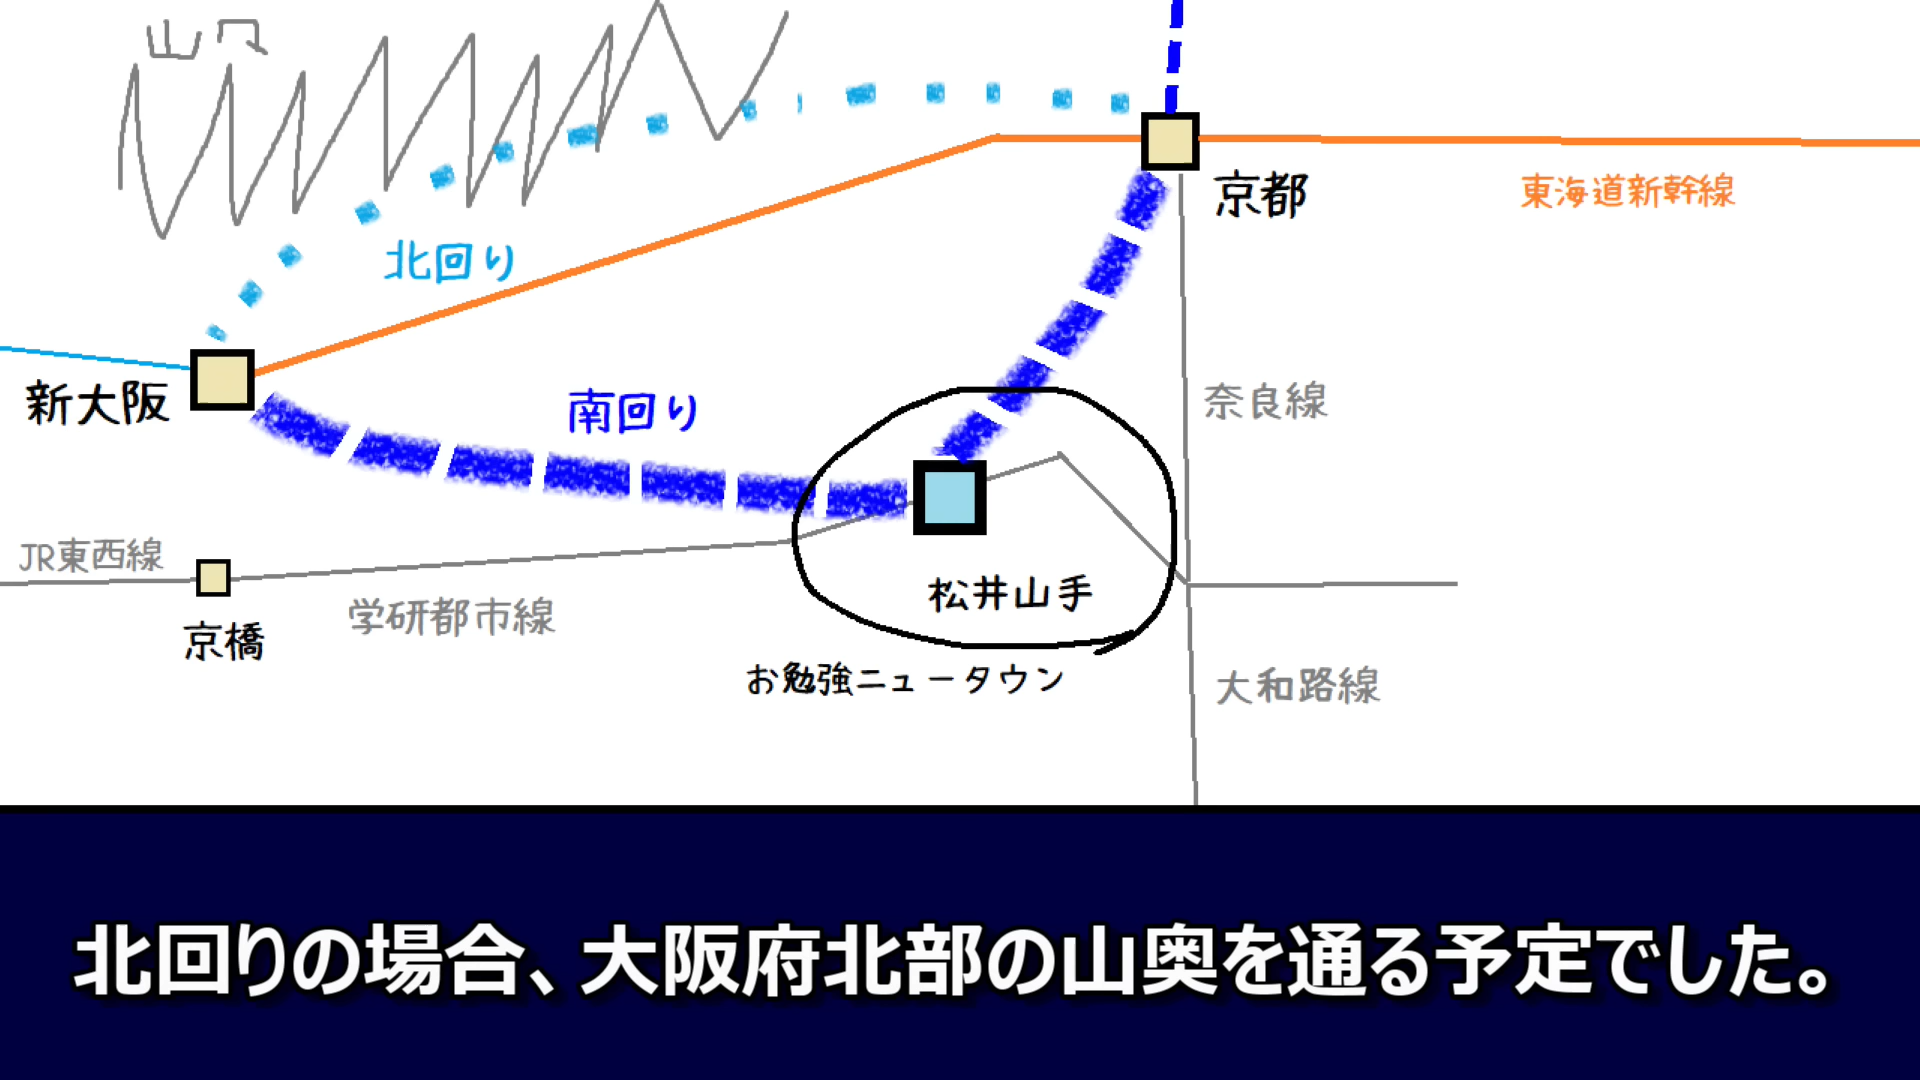 京都
東海道新幹線
北回り
新大阪
南回り
奈良線
JR東西線
松井山手
京橋
学研都市線
お勉強ニュータウン
大和路線
北回りの場合、大阪府北部の山奥を通る予定でした。